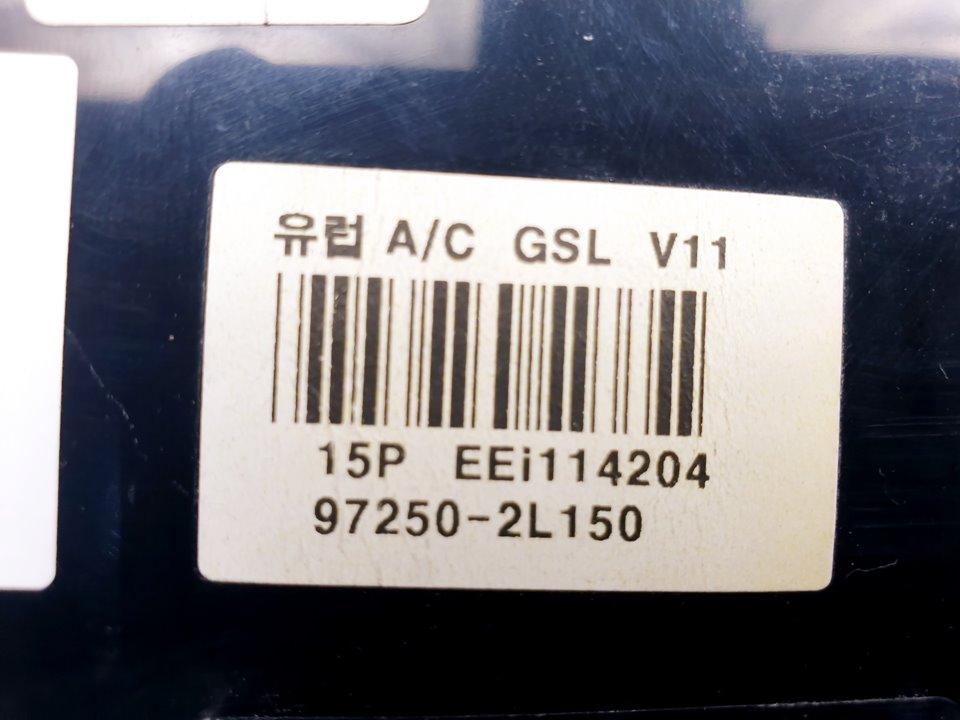 유럽 A/C GSL V11
15P EEi114204
97250-2L150